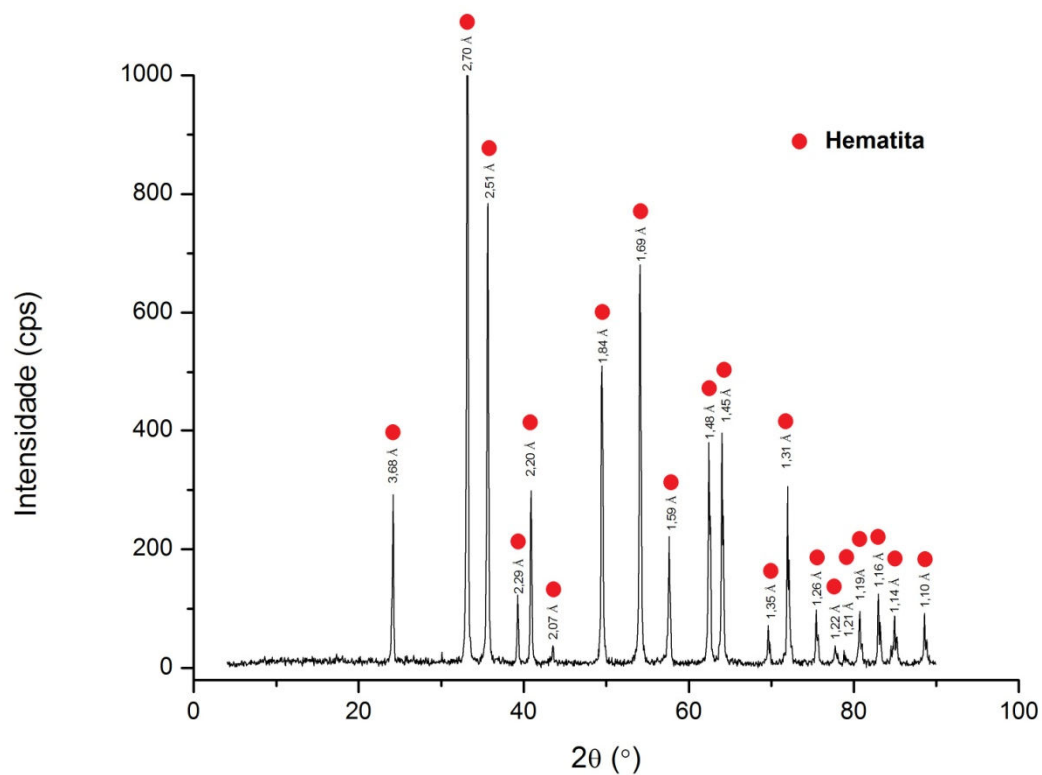 Intensidade (cps)
1000
800
600
400
200
0
Hematita
3,68 Å
2,70 Å
2,51 Å
2,29 Å
2,20 Å
2,07 Å
1,84 Å
1,69 Å
1,59 Å
1,48 Å
1,45 Å
1,35 Å
1,31 Å
1,26 Å
1,22 Å
1,21 Å
1,19Å
1,16 Å
1,14 Å
1,10 Å
0 20 40 60 80 100
2θ (°)